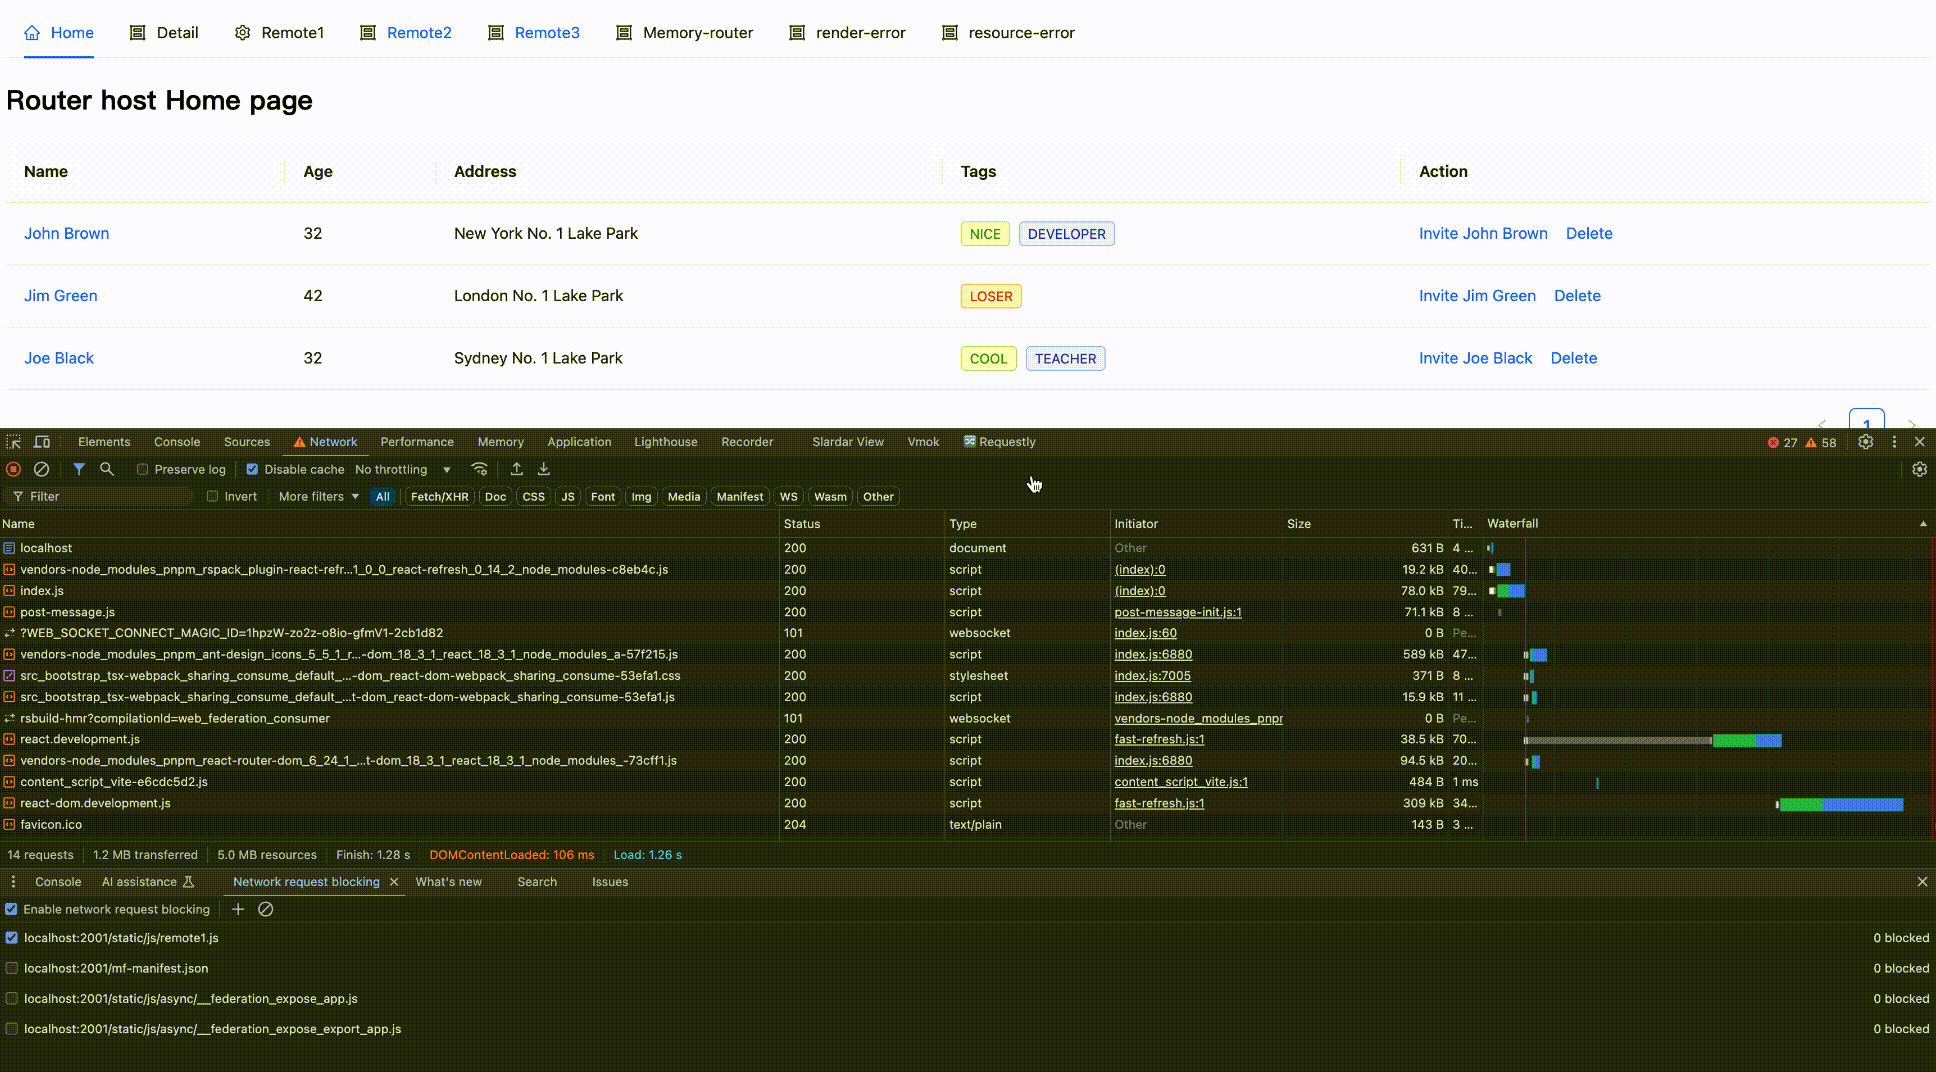 Home Detail Remote1 Remote2 Remote3 Memory-router render-error resource-error
Router host Home page
Name Age Address Tags Action
John Brown 32 New York No. 1 Lake Park NICE DEVELOPER Invite John Brown Delete
Jim Green 42 London No. 1 Lake Park LOSER Invite Jim Green Delete
Joe Black 32 Sydney No. 1 Lake Park COOL TEACHER Invite Joe Black Delete
1
Elements Console Sources Network Performance Memory Application Lighthouse Recorder Slardar View Vmok Requestly 27 58
Preserve log Disable cache No throttling
Filter Invert More filters All Fetch/XHR Doc CSS JS Font Img Media Manifest WS Wasm Other
Name Status Type Initiator Size Ti... Waterfall
localhost 200 document Other 631 B 4 ...
vendors-node_modules_pnpm_rspack_plugin-react-refr...1_0_0_react-refresh_0_14_2_node_modules-c8eb4c.js 200 script (index):0 19.2 kB 40...
index.js 200 script (index):0 78.0 kB 79...
post-message.js 200 script post-message-init.js:1 71.1 kB 8 ...
?WEB_SOCKET_CONNECT_MAGIC_ID=1hpzW-zo2z-o8io-gfmV1-2cb1d82 101 websocket index.js:60 0 B Pe...
vendors-node_modules_pnpm_ant-design_icons_5_5_1_r...-dom_18_3_1_react_18_3_1_node_modules_a-57f215.js 200 script index.js:6880 589 kB 47...
src_bootstrap_tsx-webpack_sharing_consume_default_...-dom_react-dom-webpack_sharing_consume-53efa1.css 200 stylesheet index.js:7005 371 B 8 ...
src_bootstrap_tsx-webpack_sharing_consume_default_...t-dom_react-dom-webpack_sharing_consume-53efa1.js 200 script index.js:6880 15.9 kB 11 ...
rsbuild-hmr?compilationId=web_federation_consumer 101 websocket vendors-node_modules_pnpr 0 B Pe...
react.development.js 200 script fast-refresh.js:1 38.5 kB 70...
vendors-node_modules_pnpm_react-router-dom_6_24_1_...t-dom_18_3_1_react_18_3_1_node_modules_-73cff1.js 200 script index.js:6880 94.5 kB 20...
content_script_vite-e6cdc5d2.js 200 script content_script_vite.js:1 484 B 1 ms
react-dom.development.js 200 script fast-refresh.js:1 309 kB 34...
favicon.ico 204 text/plain Other 143 B 3 ...
14 requests 1.2 MB transferred 5.0 MB resources Finish: 1.28 s DOMContentLoaded: 106 ms Load: 1.26 s
Console AI assistance Network request blocking What's new Search Issues
Enable network request blocking
localhost:2001/static/js/remote1.js 0 blocked
localhost:2001/mf-manifest.json 0 blocked
localhost:2001/static/js/async/__federation_expose_app.js 0 blocked
localhost:2001/static/js/async/__federation_expose_export_app.js 0 blocked